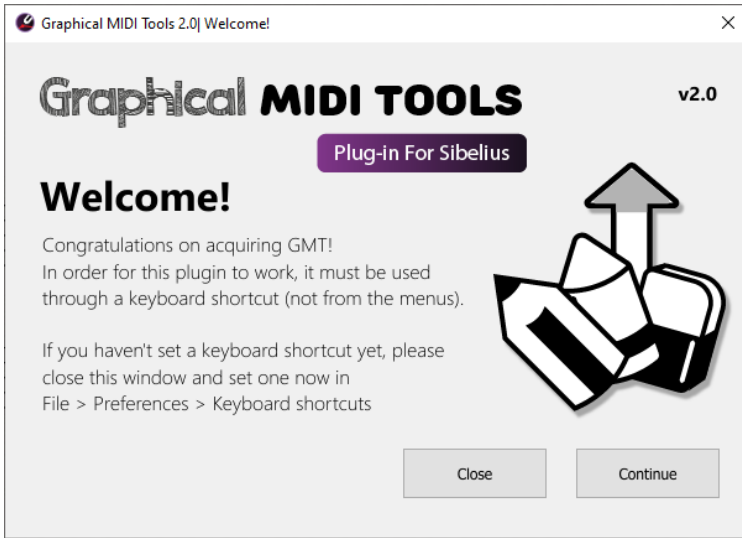 Graphical MIDI Tools 2.0| Welcome!
Graphical MIDI TOOLS
v2.0
Plug-in For Sibelius
Welcome!
Congratulations on acquiring GMT!
In order for this plugin to work, it must be used
through a keyboard shortcut (not from the menus).
If you haven't set a keyboard shortcut yet, please
close this window and set one now in
File > Preferences > Keyboard shortcuts
Close
Continue